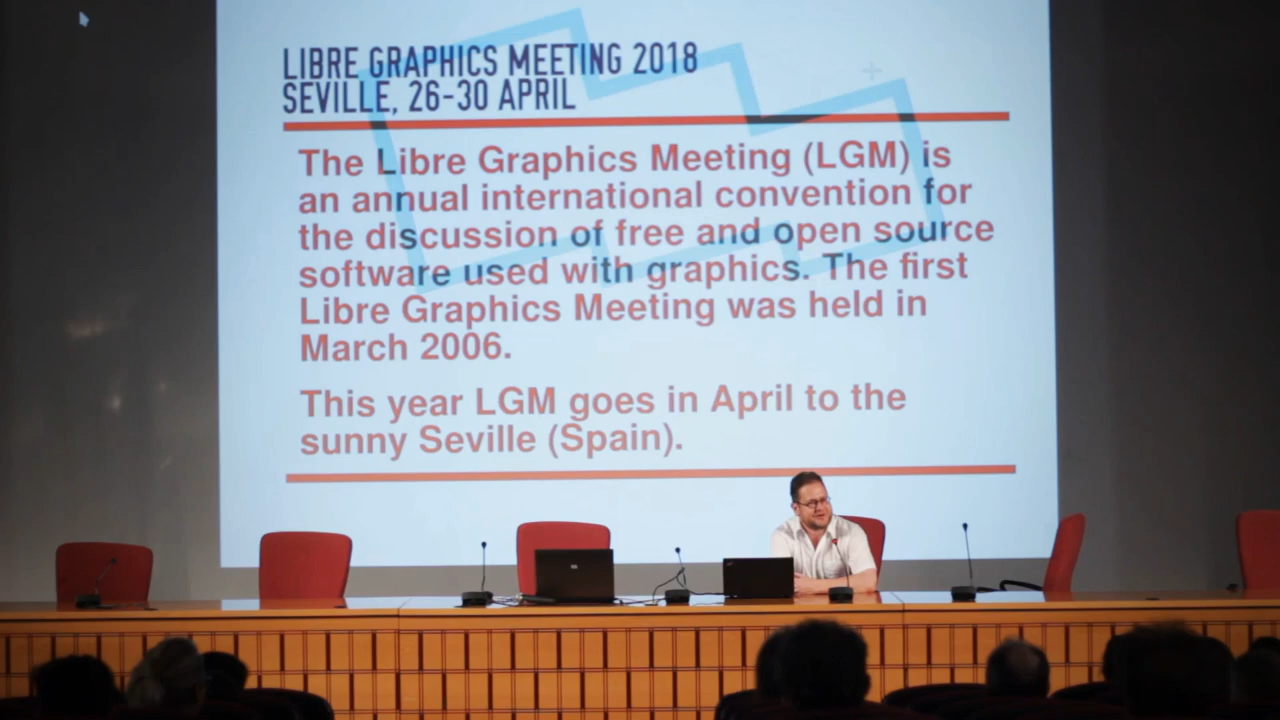 LIBRE GRAPHICS MEETING 2018
SEVILLE, 26-30 APRIL
The Libre Graphics Meeting (LGM) is
an annual international convention for
the discussion of free and open source
software used with graphics. The first
Libre Graphics Meeting was held in
March 2006.
This year LGM goes in April to the
sunny Seville (Spain).